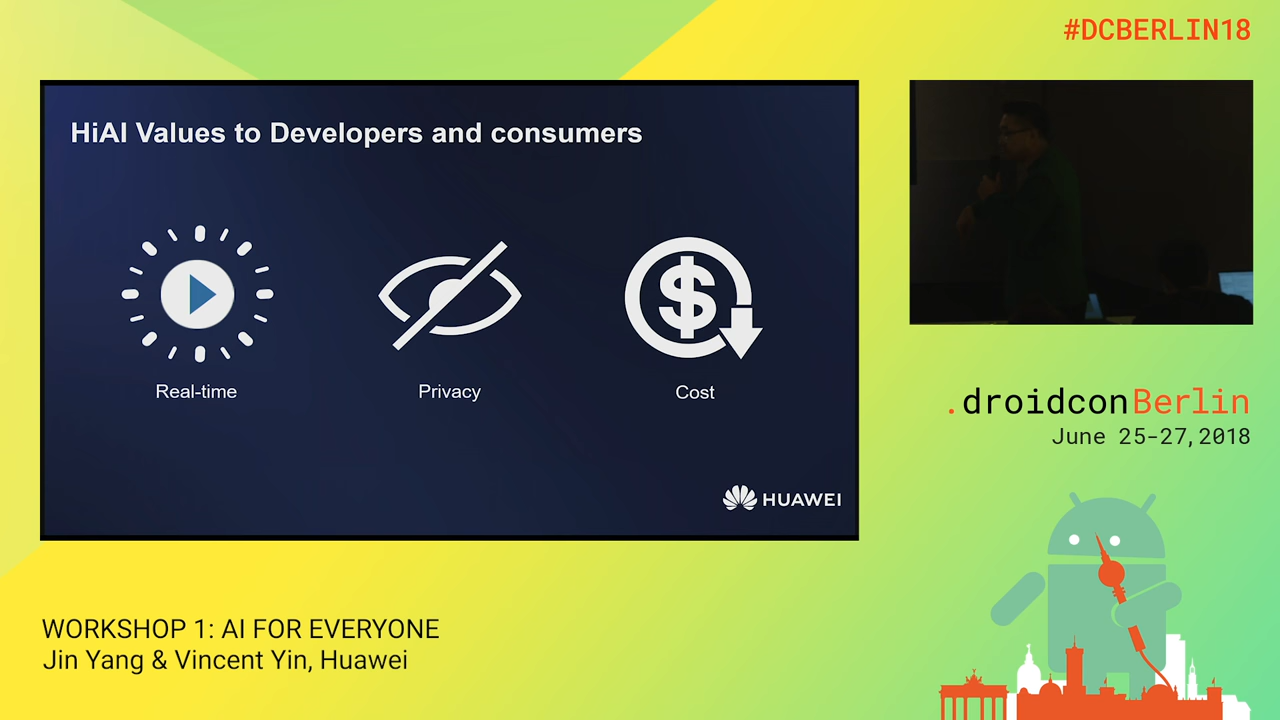 #DCBERLIN18
HiAI Values to Developers and consumers
Real-time
Privacy
Cost
HUAWEI
.droidconBerlin
June 25-27, 2018
WORKSHOP 1: AI FOR EVERYONE
Jin Yang & Vincent Yin, Huawei